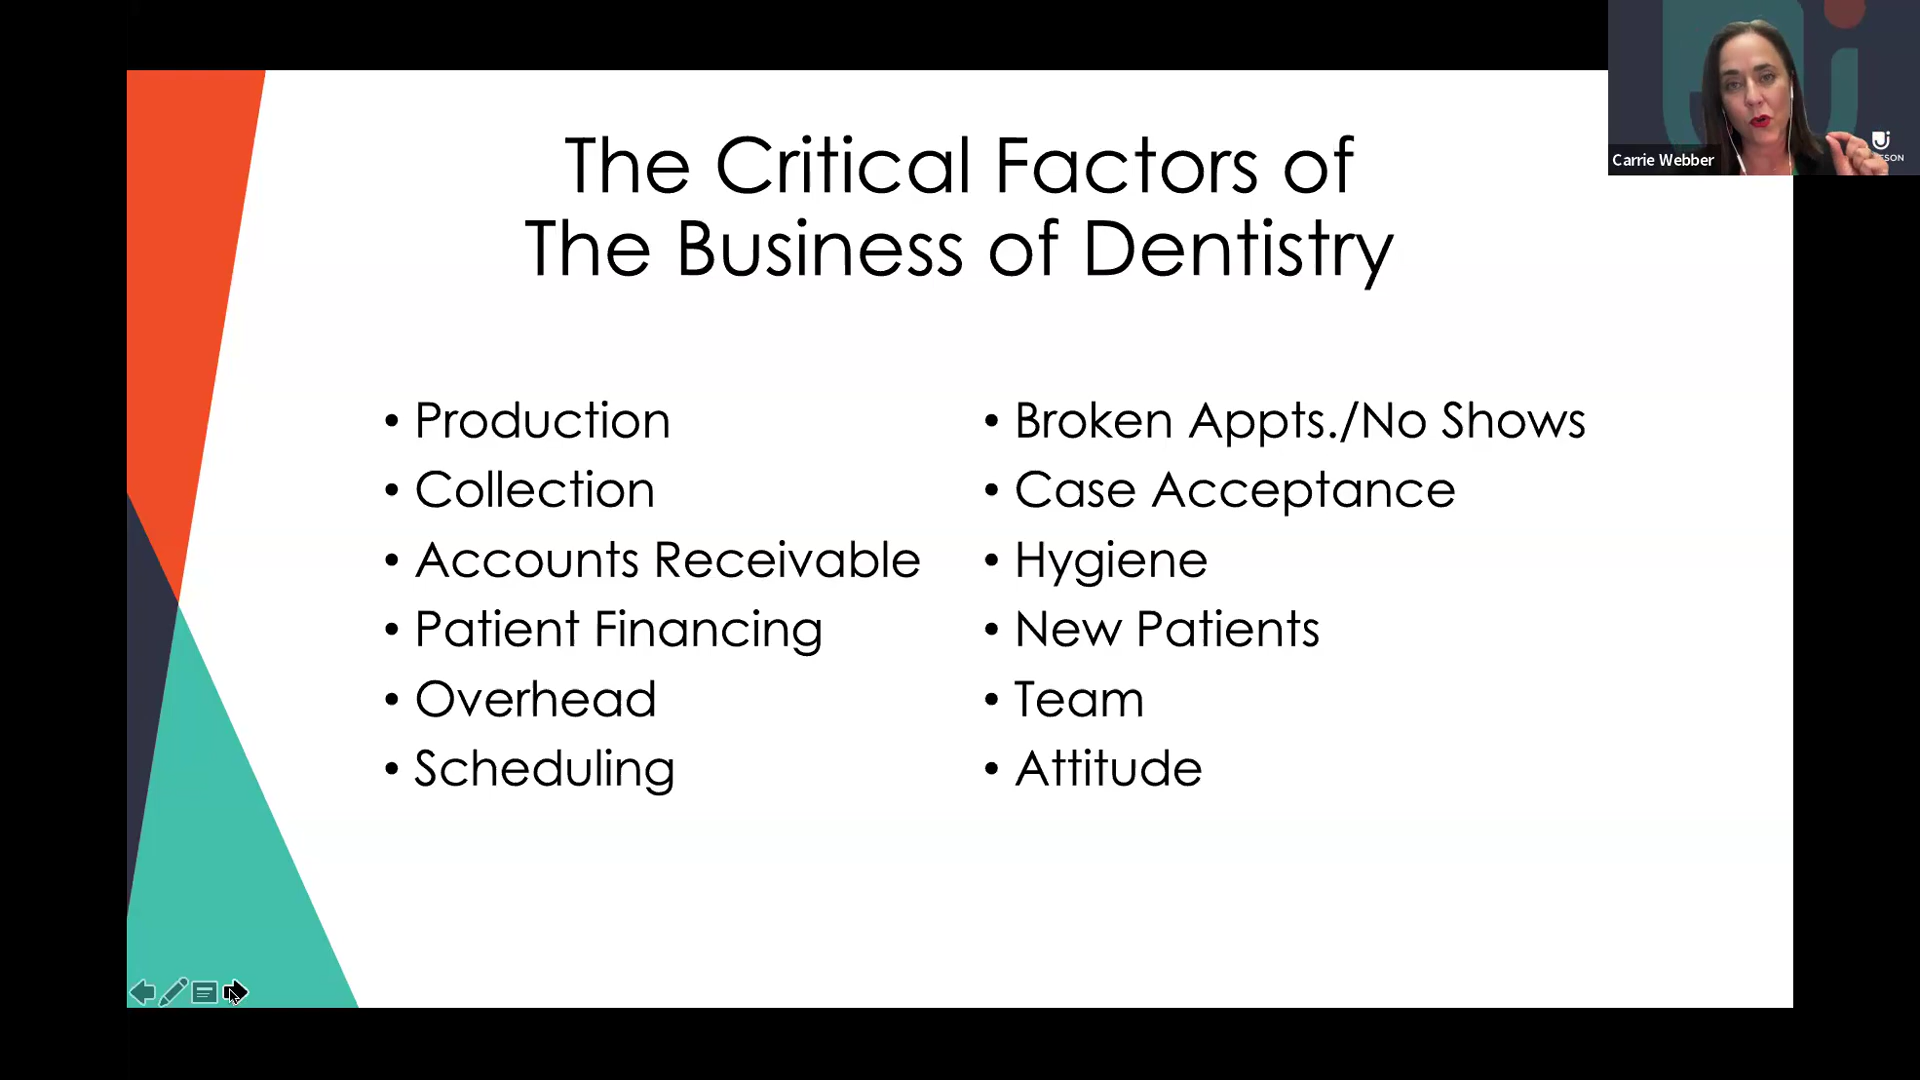 The Critical Factors of
The Business of Dentistry
• Production
• Collection
• Accounts Receivable
• Patient Financing
• Overhead
• Scheduling
• Broken Appts./No Shows
• Case Acceptance
• Hygiene
• New Patients
• Team
• Attitude
Carrie Webber